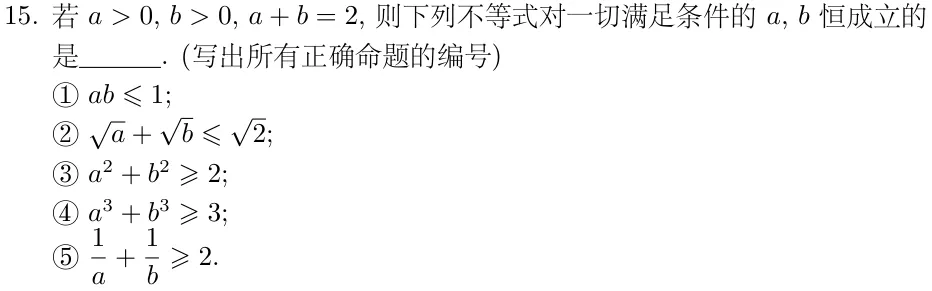 15. 若 a > 0, b > 0, a + b = 2, 则下列不等式对一切满足条件的 a, b 恒成立的
是______. (写出所有正确命题的编号)
① ab ⩽ 1;
② √a + √b ⩽ √2;
③ a² + b² ⩾ 2;
④ a³ + b³ ⩾ 3;
⑤ 1/a + 1/b ⩾ 2.